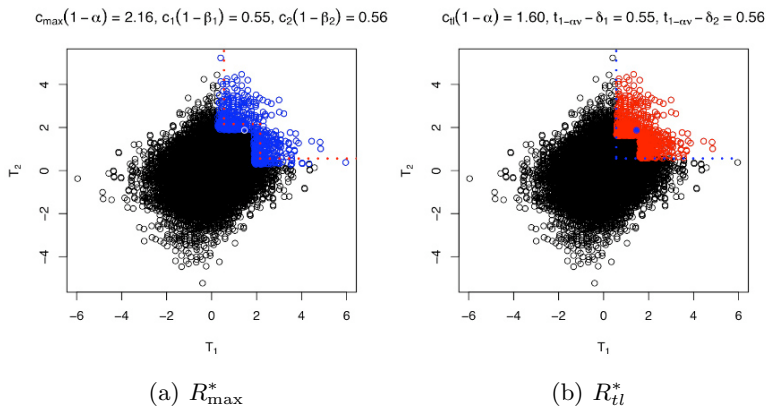 c_max(1−α) = 2.16, c_1(1−β_1) = 0.55, c_2(1−β_2) = 0.56
c_tl(1−α) = 1.60, t_{1−αν}−δ_1 = 0.55, t_{1−αν}−δ_2 = 0.56
4
2
0
−2
−4
T_2
−6 −4 −2 0 2 4 6
T_1
4
2
0
−2
−4
T_2
−6 −4 −2 0 2 4 6
T_1
(a) R*_max
(b) R*_tl